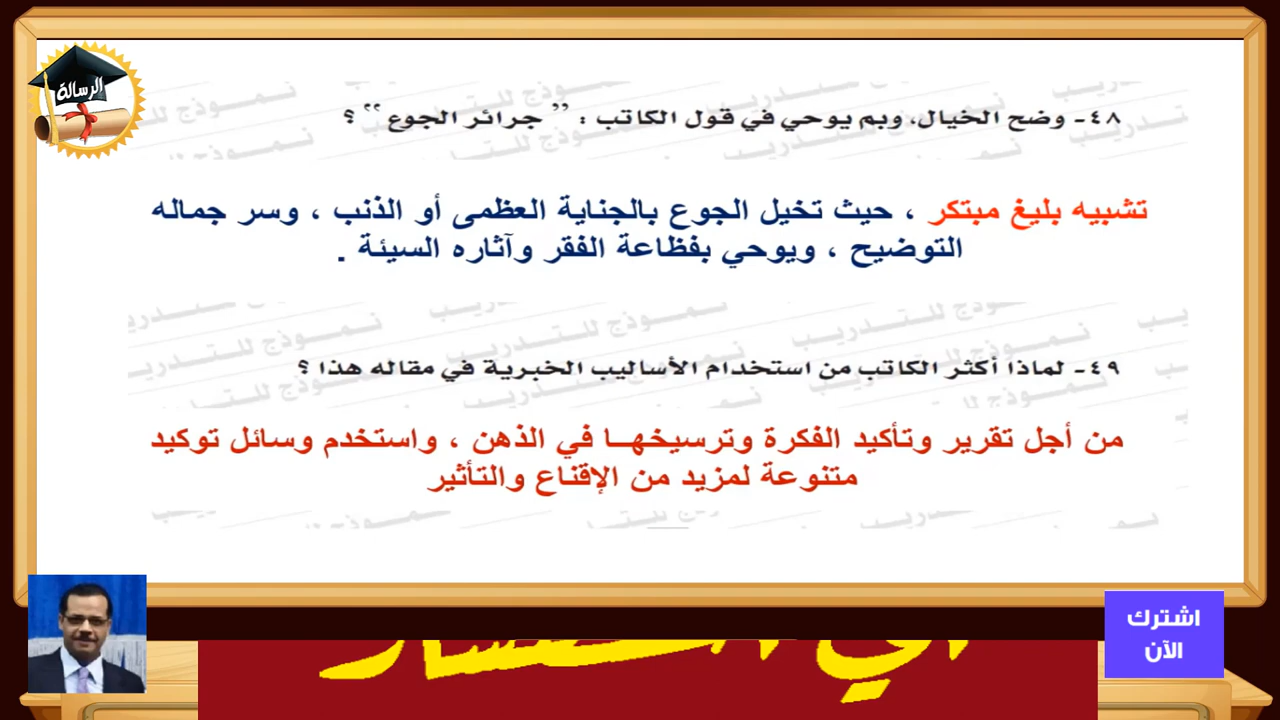 الرسالة
٤٨- وضح الخيال، وبم يوحي في قول الكاتب : " جرائر الجوع " ؟
تشبيه بليغ مبتكر ، حيث تخيل الجوع بالجناية العظمى أو الذنب ، وسر جماله
التوضيح ، ويوحي بفظاعة الفقر وآثاره السيئة .
٤٩- لماذا أكثر الكاتب من استخدام الأساليب الخبرية في مقاله هذا ؟
من أجل تقرير وتأكيد الفكرة وترسيخهـا في الذهن ، واستخدم وسائل توكيد
متنوعة لمزيد من الإقناع والتأثير
نـمـوذج للـتـدريـب
اشترك
الآن